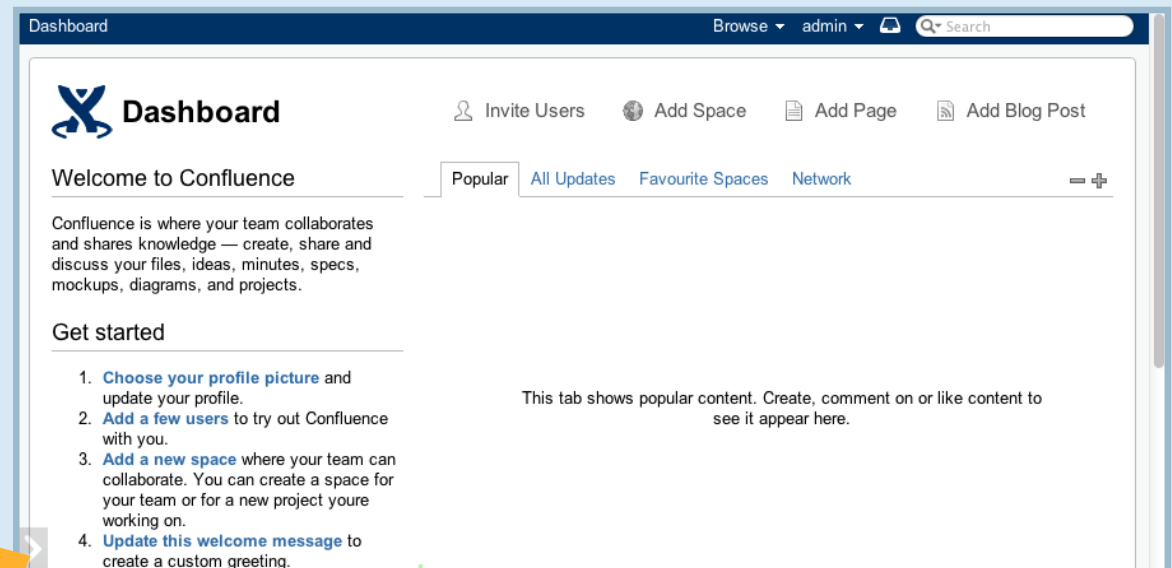 Dashboard
Browse admin Search
Dashboard
Invite Users Add Space Add Page Add Blog Post
Welcome to Confluence
Popular All Updates Favourite Spaces Network
Confluence is where your team collaborates
and shares knowledge — create, share and
discuss your files, ideas, minutes, specs,
mockups, diagrams, and projects.
Get started
1. Choose your profile picture and
update your profile.
2. Add a few users to try out Confluence
with you.
3. Add a new space where your team can
collaborate. You can create a space for
your team or for a new project youre
working on.
4. Update this welcome message to
create a custom greeting.
This tab shows popular content. Create, comment on or like content to
see it appear here.